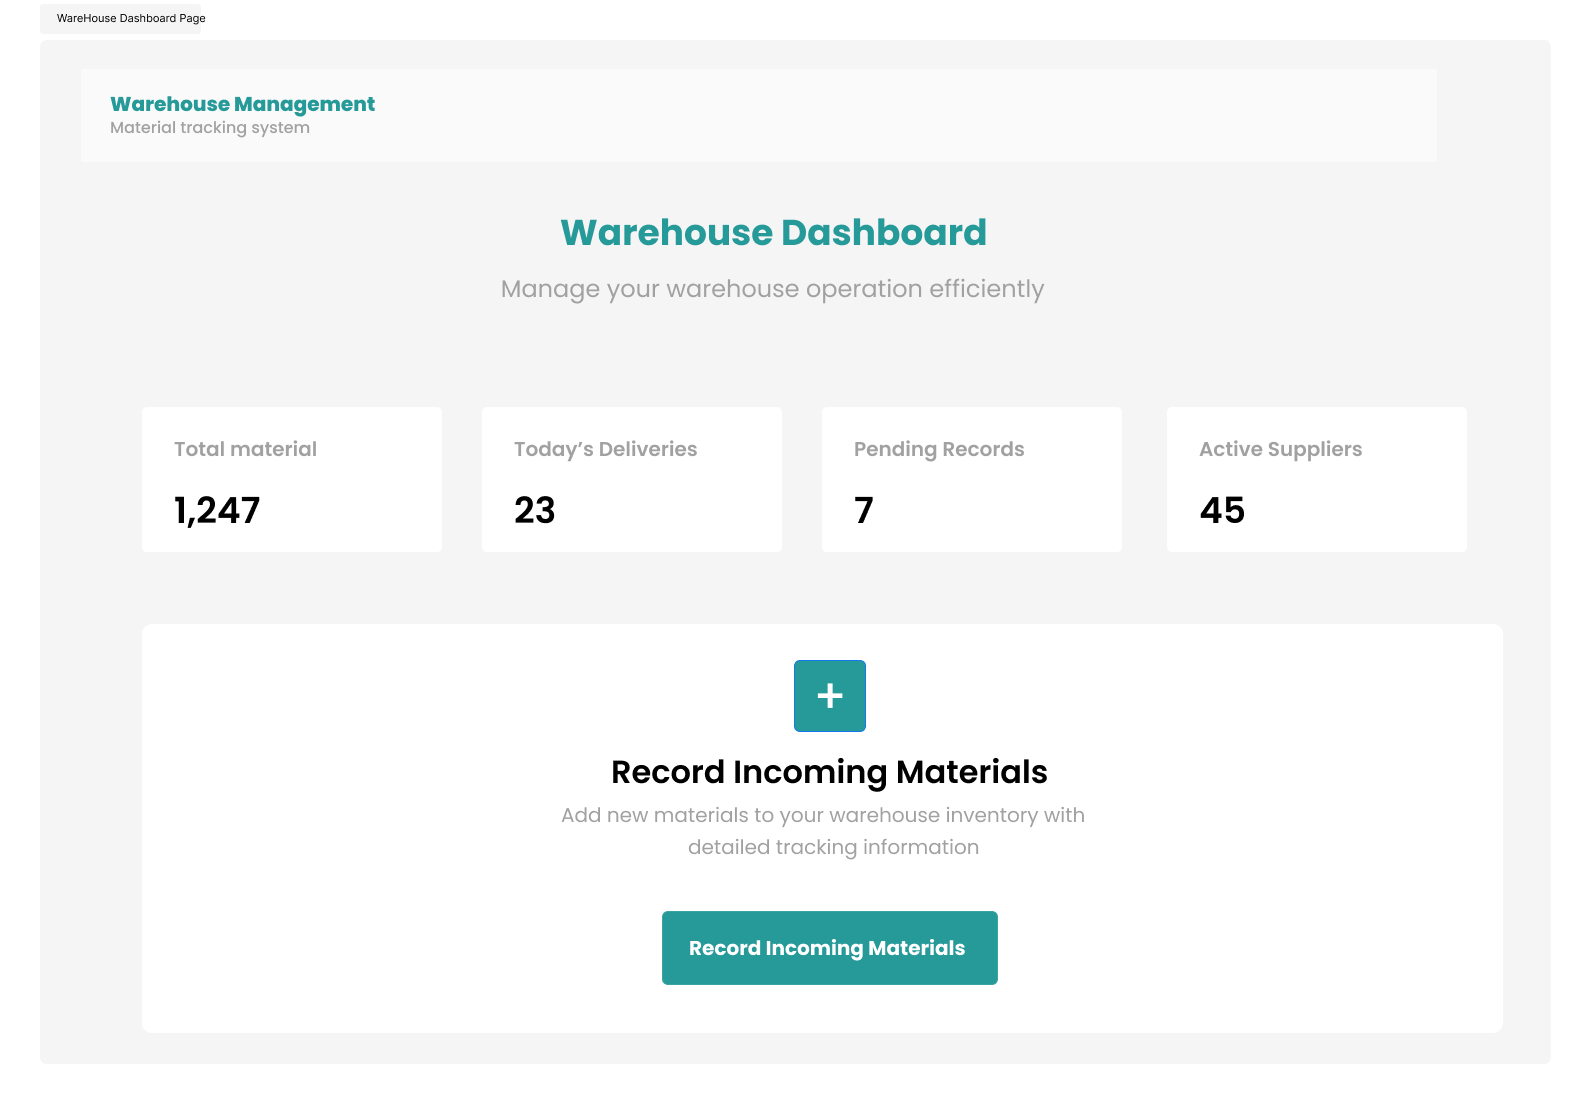 WareHouse Dashboard Page
Warehouse Management
Material tracking system
Warehouse Dashboard
Manage your warehouse operation efficiently
Total material
1,247
Today’s Deliveries
23
Pending Records
7
Active Suppliers
45
+
Record Incoming Materials
Add new materials to your warehouse inventory with
detailed tracking information
Record Incoming Materials